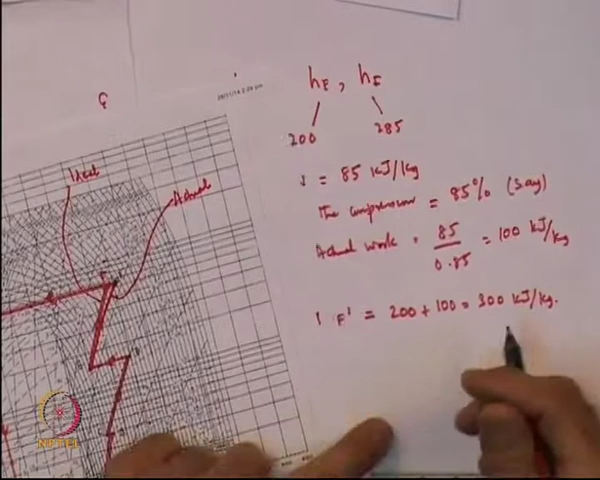 hE, hF
200
285
= 85 kJ/kg
the compressor = 85% (Say)
Actual work = 85/0.85 = 100 kJ/kg
F' = 200 + 100 = 300 kJ/kg.
Ideal
Actual
NPTEL